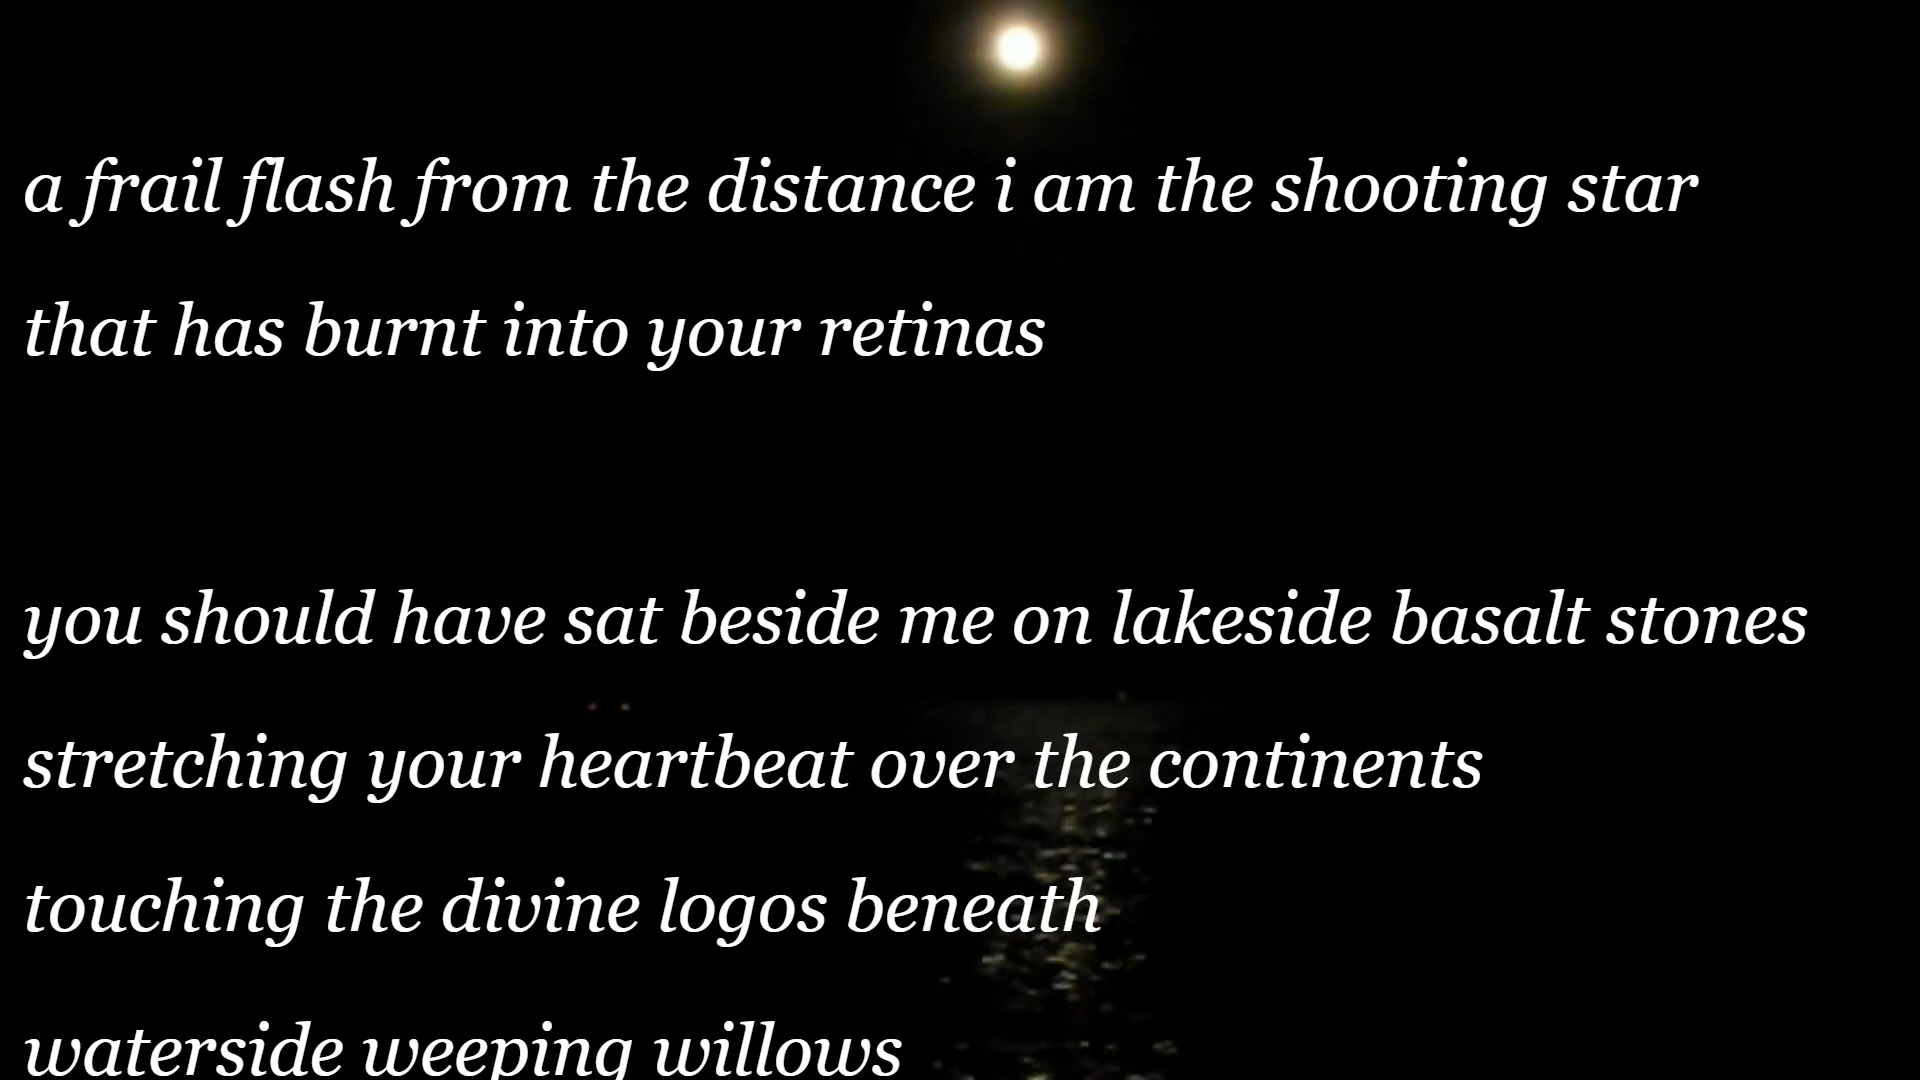 a frail flash from the distance i am the shooting star
that has burnt into your retinas
you should have sat beside me on lakeside basalt stones
stretching your heartbeat over the continents
touching the divine logos beneath
waterside weeping willows